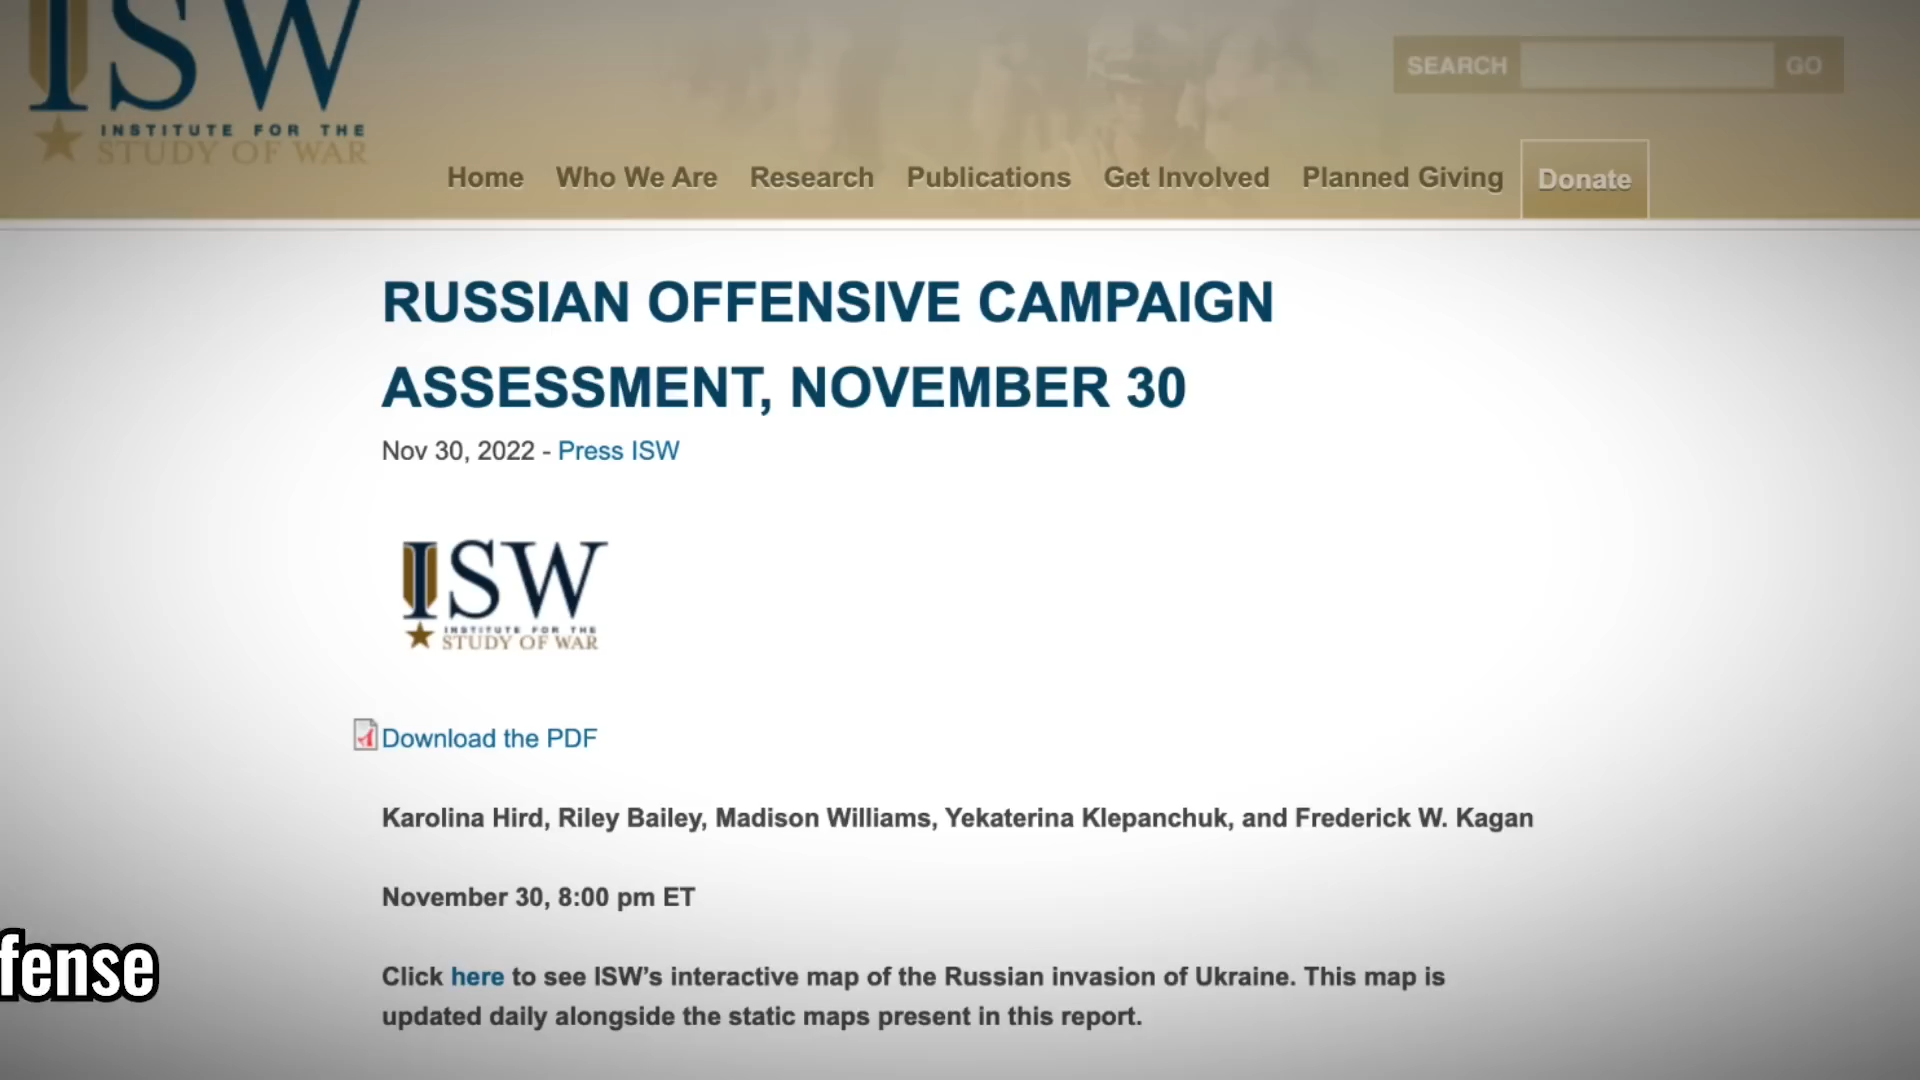 ISW
INSTITUTE FOR THE
STUDY OF WAR
SEARCH GO
Home Who We Are Research Publications Get Involved Planned Giving Donate
RUSSIAN OFFENSIVE CAMPAIGN
ASSESSMENT, NOVEMBER 30
Nov 30, 2022 - Press ISW
ISW
INSTITUTE FOR THE
STUDY OF WAR
Download the PDF
Karolina Hird, Riley Bailey, Madison Williams, Yekaterina Klepanchuk, and Frederick W. Kagan
November 30, 8:00 pm ET
fense
Click here to see ISW’s interactive map of the Russian invasion of Ukraine. This map is
updated daily alongside the static maps present in this report.